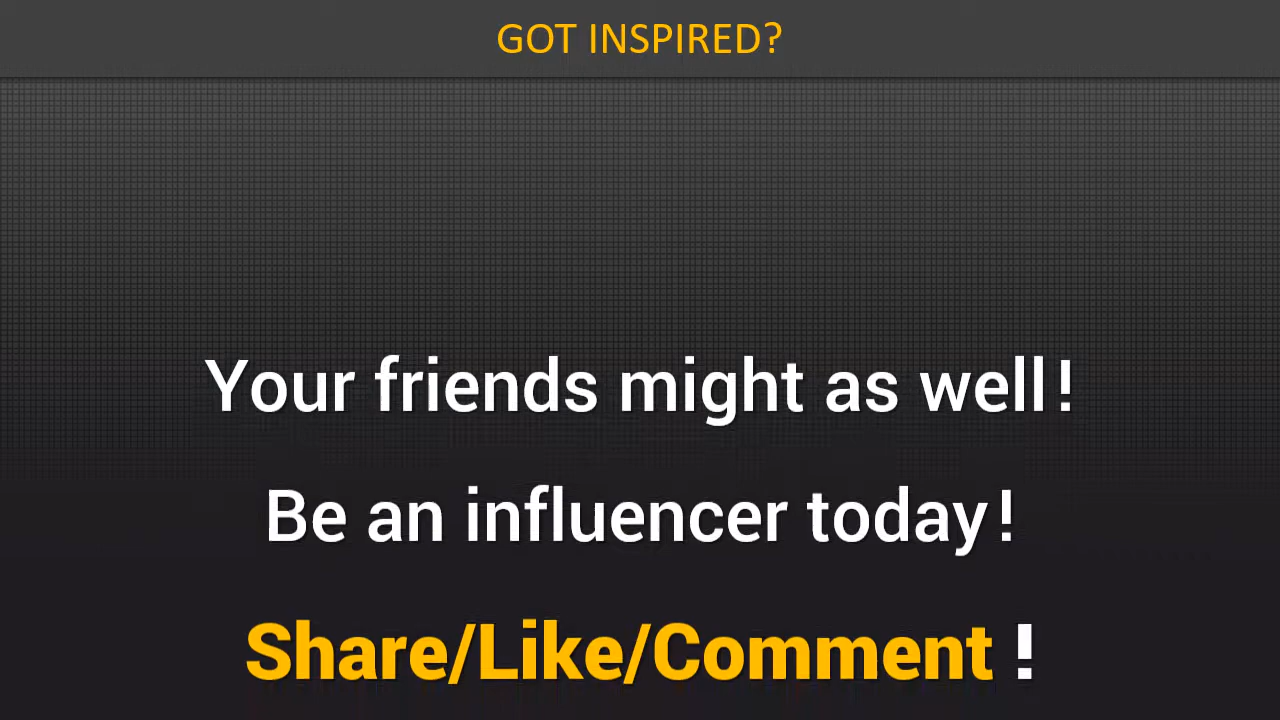 GOT INSPIRED?
Your friends might as well!
Be an influencer today!
Share/Like/Comment !